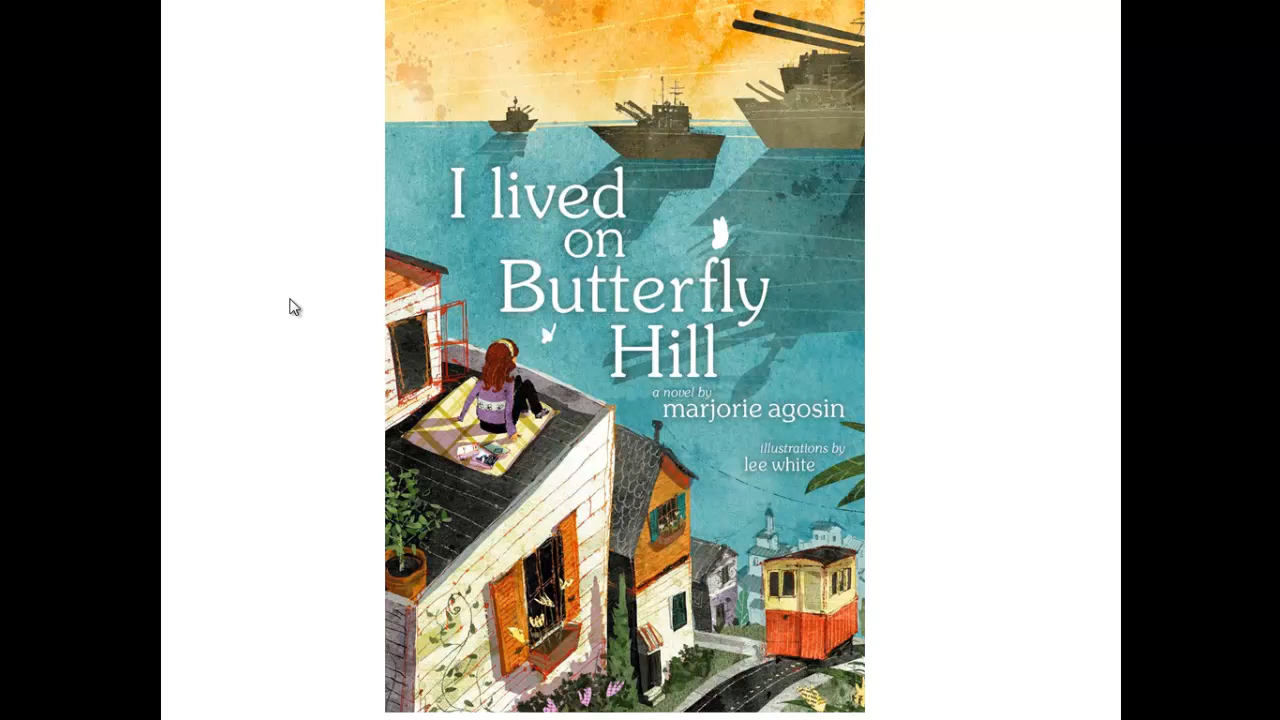 I lived
on
Butterfly
Hill
a novel by
marjorie agosin
illustrations by
lee white